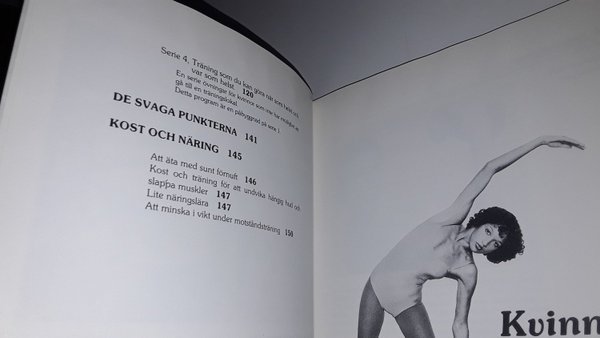 Serie 4. Träning som du kan göra när som helst och
var som helst 120
En serie övningar för kvinnor som inte har möjlighet att
gå till en träningslokal.
Detta program är en påbyggnad på serie 1.
DE SVAGA PUNKTERNA 141
KOST OCH NÄRING 145
Att äta med sunt förnuft 146
Kost och träning för att undvika hängig hud och
slappa muskler 147
Lite näringslära 147
Att minska i vikt under motståndsträning 150
Kvinn